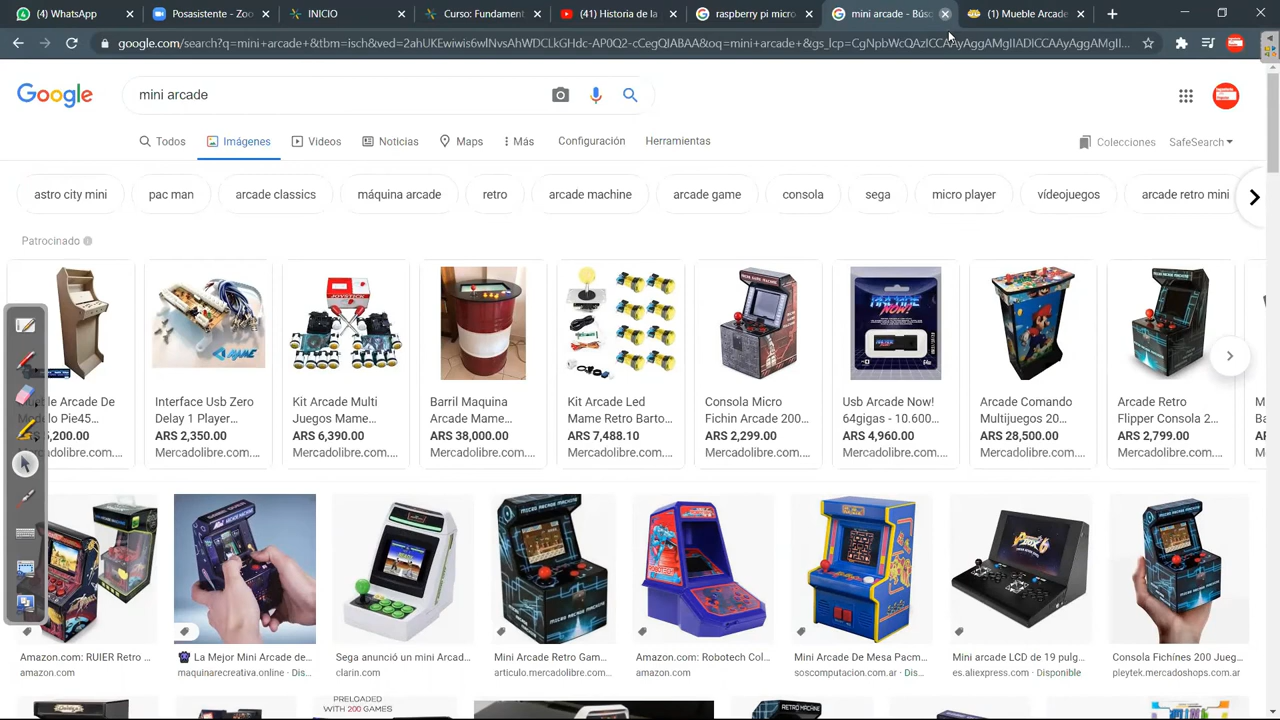 (4) WhatsApp
Posasistente - Zoo
INICIO
Curso: Fundament
(41) Historia de la
raspberry pi micro
mini arcade - Búsq
(1) Mueble Arcade
google.com/search?q=mini+arcade+&tbm=isch&ved=2ahUKEwiwis6wlNvsAhWDCLkGHdc-AP0Q2-cCegQIABAA&oq=mini+arcade+&gs_lcp=CgNpbWcQAzICCAAyAggAMgIIADICCAAyAggAMgII...
Google
mini arcade
Todos
Imágenes
Videos
Noticias
Maps
Más
Configuración
Herramientas
Colecciones
SafeSearch
astro city mini
pac man
arcade classics
máquina arcade
retro
arcade machine
arcade game
consola
sega
micro player
vídeojuegos
arcade retro mini
Patrocinado
le Arcade De
lo Pie45...
5,200.00
Mercadolibre.com....
Interface Usb Zero
Delay 1 Player...
ARS 2,350.00
Mercadolibre.com....
Kit Arcade Multi
Juegos Mame...
ARS 6,390.00
Mercadolibre.com....
Barril Maquina
Arcade Mame...
ARS 38,000.00
Mercadolibre.com....
Kit Arcade Led
Mame Retro Barto...
ARS 7,488.10
Mercadolibre.com....
Consola Micro
Fichin Arcade 200...
ARS 2,299.00
Mercadolibre.com....
Usb Arcade Now!
64gigas - 10.600...
ARS 4,960.00
Mercadolibre.com....
Arcade Comando
Multijuegos 20...
ARS 28,500.00
Mercadolibre.com....
Arcade Retro
Flipper Consola 2...
ARS 2,799.00
Mercadolibre.com....
Amazon.com: RUIER Retro ...
amazon.com
La Mejor Mini Arcade de...
maquinarecreativa.online · Dis...
Sega anunció un mini Arcad...
clarin.com
Mini Arcade Retro Gam...
articulo.mercadolibre.com...
Amazon.com: Robotech Col...
amazon.com
Mini Arcade De Mesa Pacm...
soscomputacion.com.ar · Dis...
Mini arcade LCD de 19 pulg...
es.aliexpress.com · Disponible
Consola Fichínes 200 Jueg...
pleytek.mercadoshops.com.ar
PRELOADED
WITH 200 GAMES